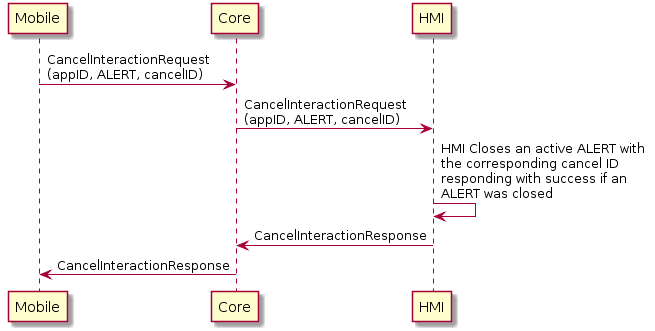 Mobile
Core
HMI
CancelInteractionRequest
(appID, ALERT, cancelID)
CancelInteractionRequest
(appID, ALERT, cancelID)
HMI Closes an active ALERT with
the corresponding cancel ID
responding with success if an
ALERT was closed
CancelInteractionResponse
CancelInteractionResponse
Mobile
Core
HMI